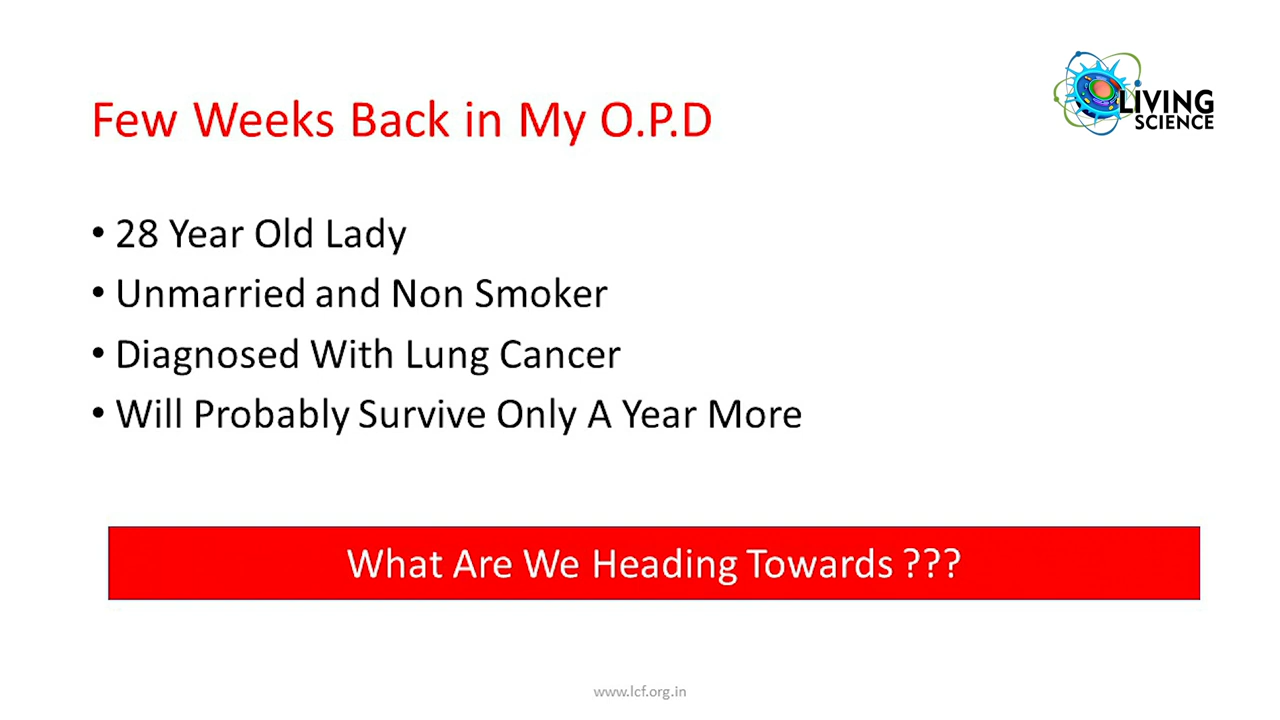 LIVING
SCIENCE
Few Weeks Back in My O.P.D
• 28 Year Old Lady
• Unmarried and Non Smoker
• Diagnosed With Lung Cancer
• Will Probably Survive Only A Year More
What Are We Heading Towards ???
www.lcf.org.in